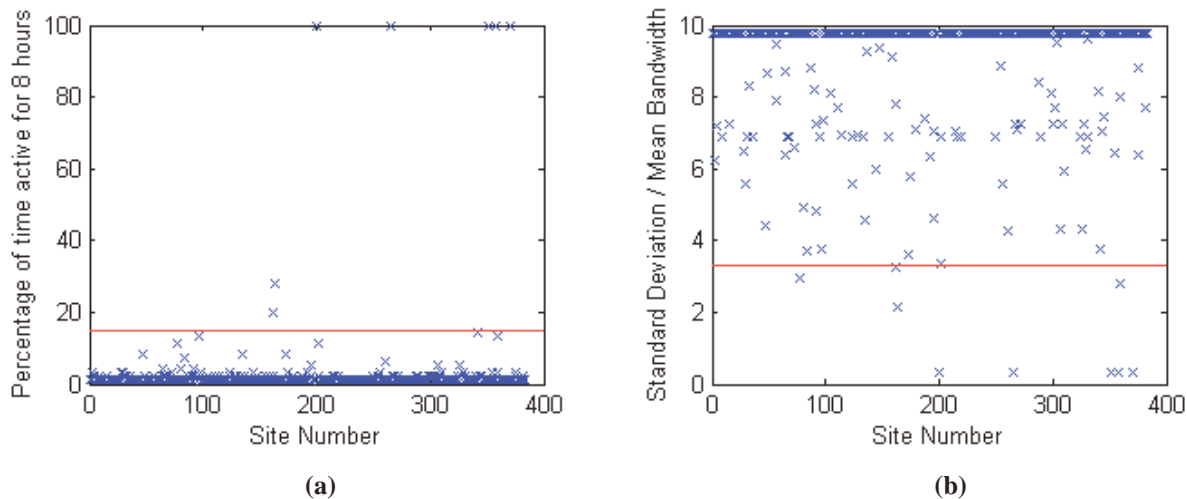 Percentage of time active for 8 hours
100
80
60
40
20
0
0 100 200 300 400
Site Number
(a)
Standard Deviation / Mean Bandwidth
10
8
6
4
2
0
0 100 200 300 400
Site Number
(b)